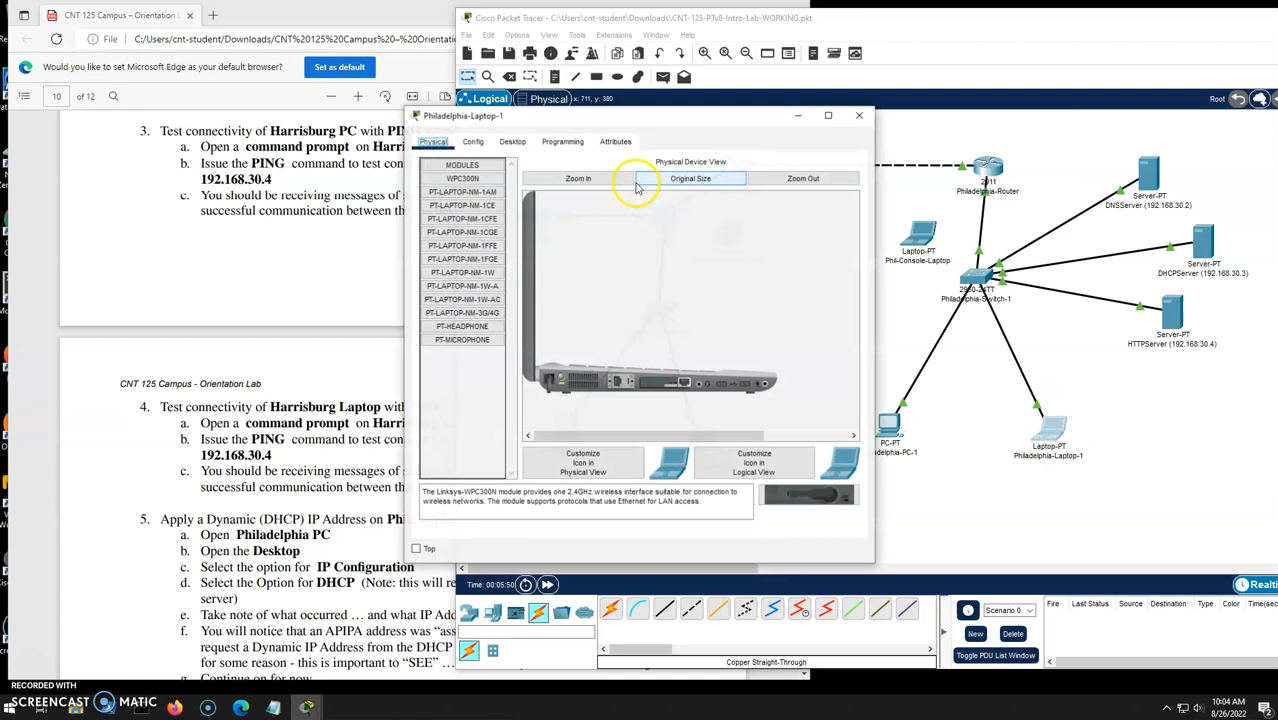 CNT 125 Campus – Orientation L
File
C:/Users/cnt-student/Downloads/CNT%20125%20Campus%20–%20Orientatio
Would you like to set Microsoft Edge as your default browser?
Set as default
10
of 12
3. Test connectivity of Harrisburg PC with
a. Open a command prompt on
b. Issue the PING command to test
192.168.30.4
c. You should be receiving messages of
successful communication between
CNT 125 Campus - Orientation Lab
4. Test connectivity of Harrisburg Laptop
a. Open a command prompt on
b. Issue the PING command to test
192.168.30.4
c. You should be receiving messages of
successful communication between
5. Apply a Dynamic (DHCP) IP Address on
a. Open Philadelphia PC
b. Open the Desktop
c. Select the option for IP Configuration
d. Select the Option for DHCP (Note: this will
server)
e. Take note of what occurred … and what IP
f. You will notice that an APIPA address was
request a Dynamic IP Address from the DHCP
for some reason - this is important to “SEE” …
g. Continue on for now
Cisco Packet Tracer - C:\Users\cnt-student\Downloads\CNT-125-PTv8-Intro-Lab-WORKING.pkt
File Edit Options View Tools Extensions Window Help
Logical
Physical
x: 711, y: 380
Root
Philadelphia-Laptop-1
Physical Config Desktop Programming Attributes
MODULES
WPC300N
PT-LAPTOP-NM-1AM
PT-LAPTOP-NM-1CE
PT-LAPTOP-NM-1CFE
PT-LAPTOP-NM-1CGE
PT-LAPTOP-NM-1FFE
PT-LAPTOP-NM-1FGE
PT-LAPTOP-NM-1W
PT-LAPTOP-NM-1W-A
PT-LAPTOP-NM-1W-AC
PT-LAPTOP-NM-3G/4G
PT-HEADPHONE
PT-MICROPHONE
Physical Device View
Zoom In
Original Size
Zoom Out
Customize
Icon in
Physical View
Customize
Icon in
Logical View
The Linksys-WPC300N module provides one 2.4GHz wireless interface suitable for connection to
wireless networks. The module supports protocols that use Ethernet for LAN access.
Top
2911
Philadelphia-Router
Server-PT
DNSServer (192.168.30.2)
Laptop-PT
Phil-Console-Laptop
Server-PT
DHCPServer (192.168.30.3)
Philadelphia-Switch-1
Server-PT
HTTPServer (192.168.30.4)
PC-PT
adelphia-PC-1
Laptop-PT
Philadelphia-Laptop-1
Time: 00:05:50
Realti
Scenario 0
New
Delete
Toggle PDU List Window
Fire Last Status Source Destination Type Color Time(sec
Copper Straight-Through
RECORDED WITH
SCREENCAST MATIC
10:04 AM
8/26/2022
2